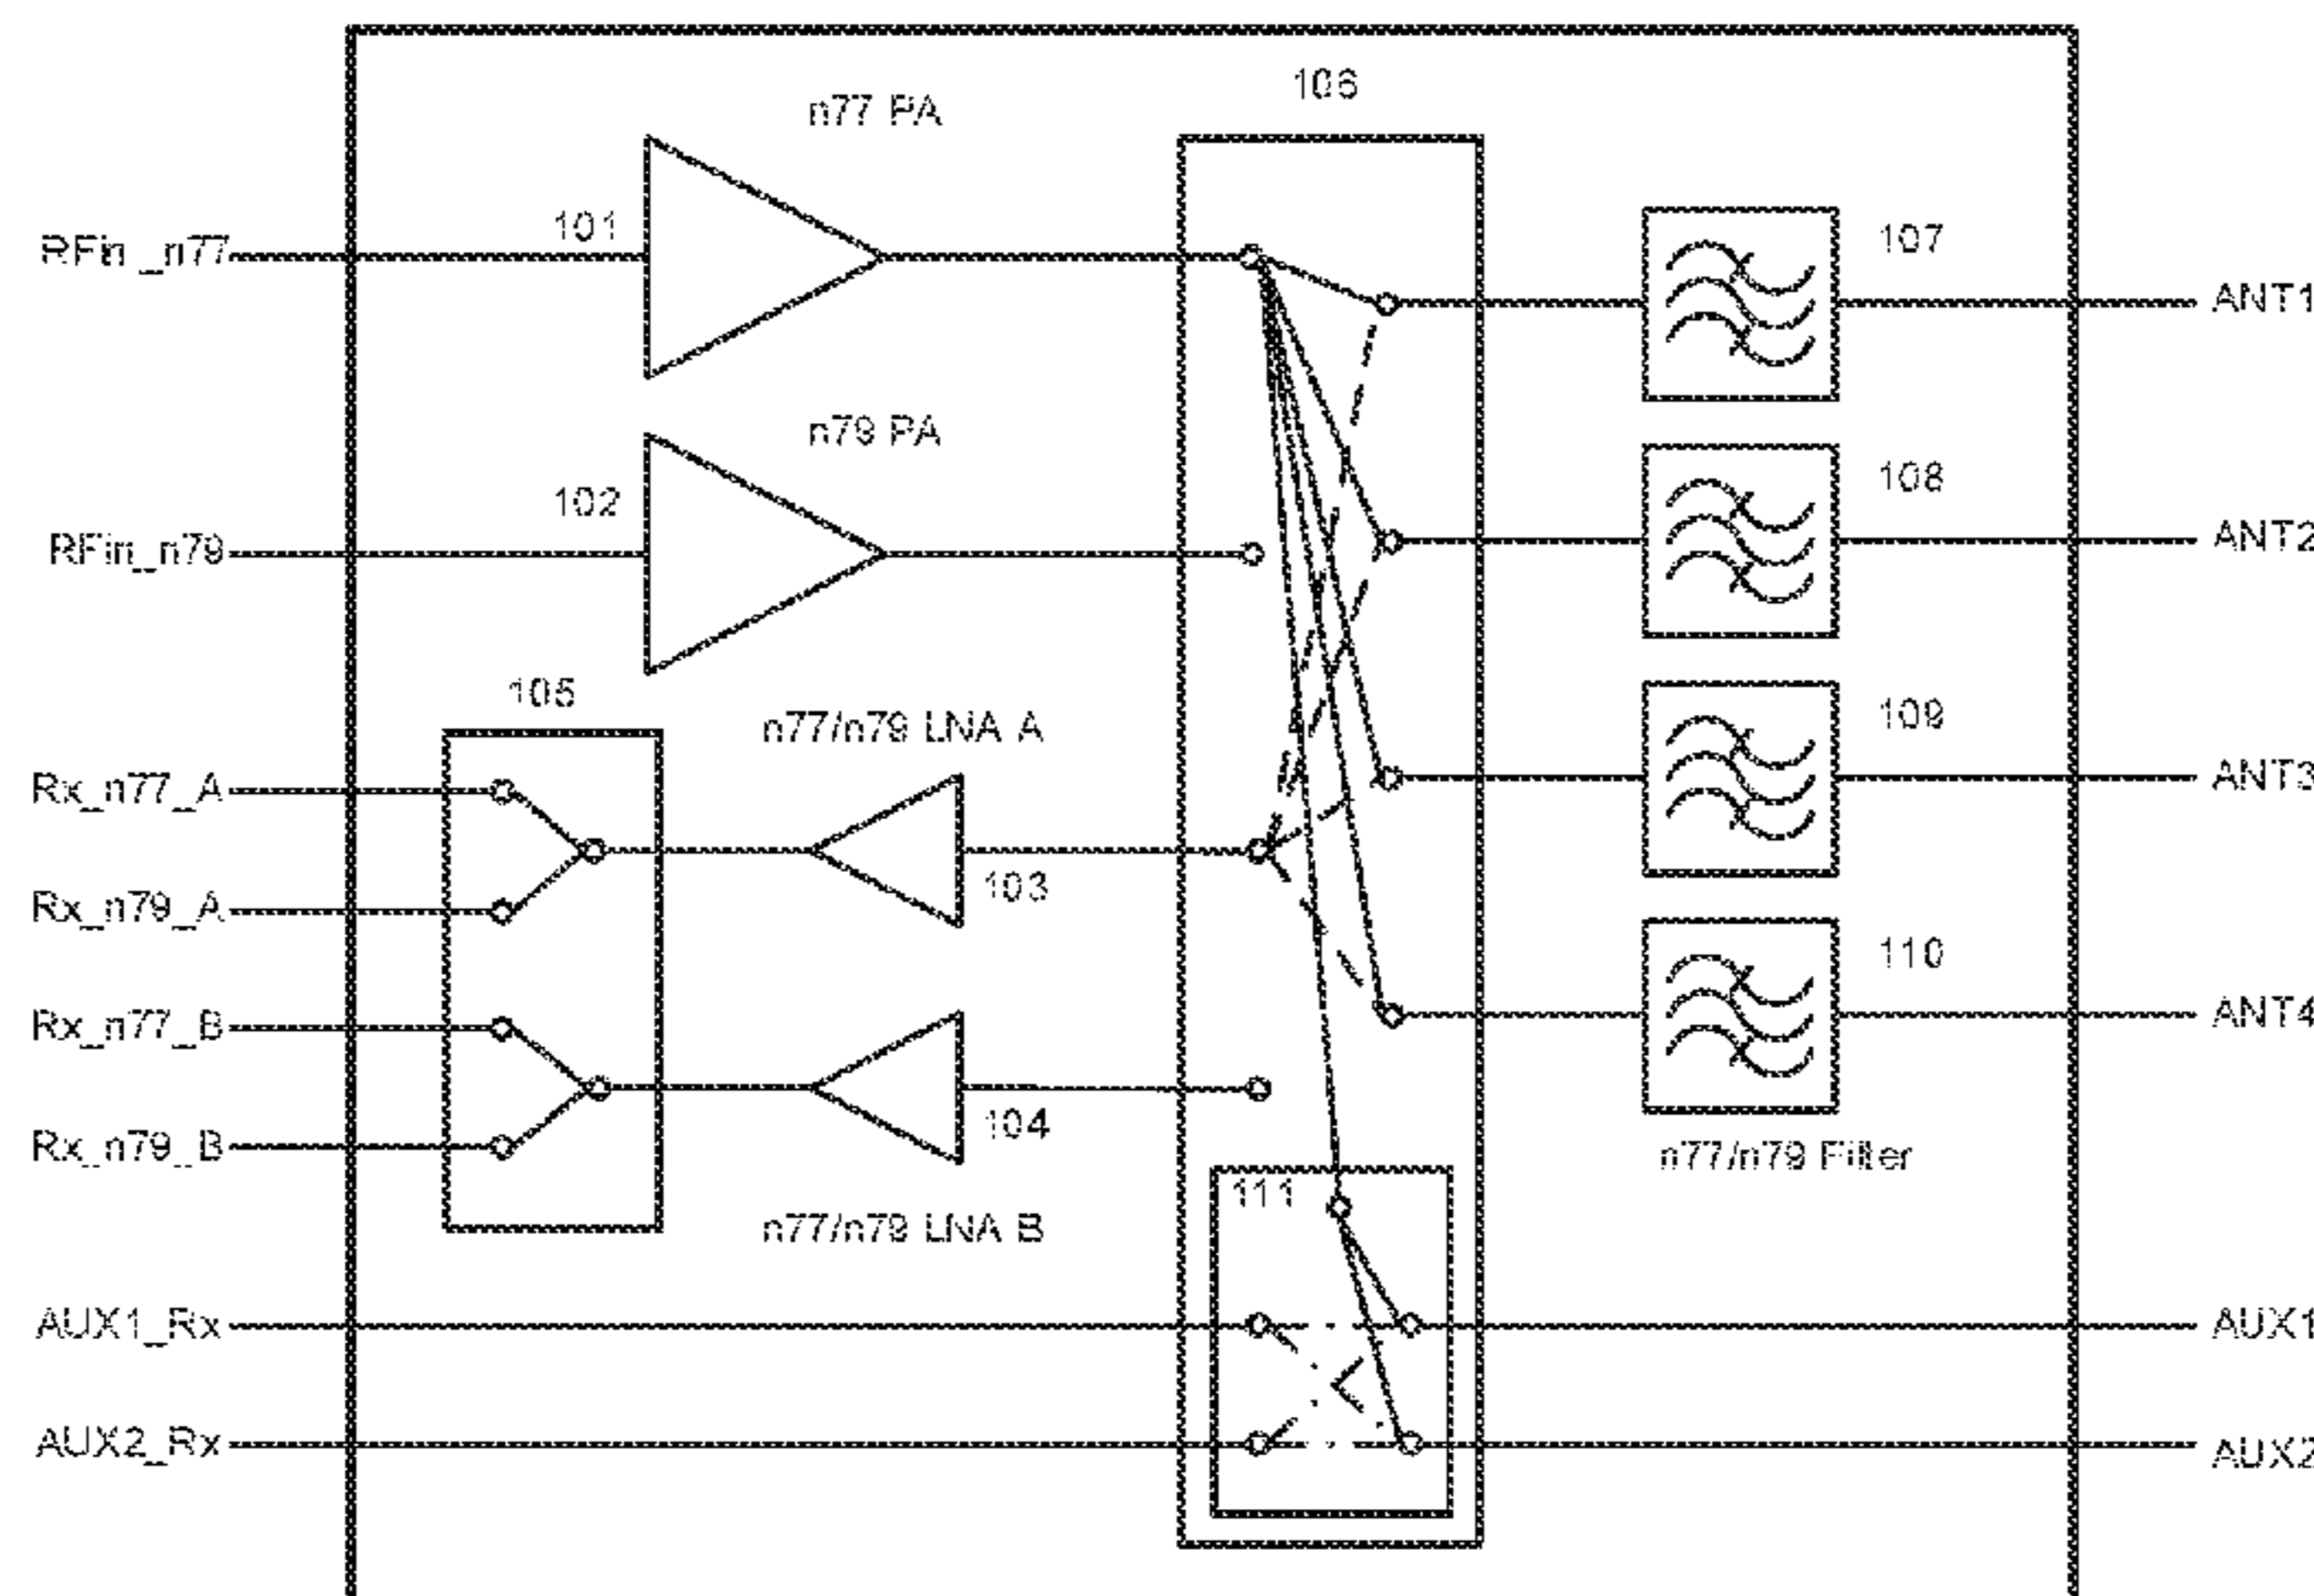 106
n77 PA
101
RFin _n77
107
ANT1
n79 PA
102
RFin_n79
108
ANT2
105
n77/n79 LNA A
109
Rx_n77_A
ANT3
103
Rx_n79_A
110
Rx_n77_B
ANT4
104
Rx_n79_B
n77/n79 Filter
111
n77/n79 LNA B
AUX1_Rx
AUX1
AUX2_Rx
AUX2